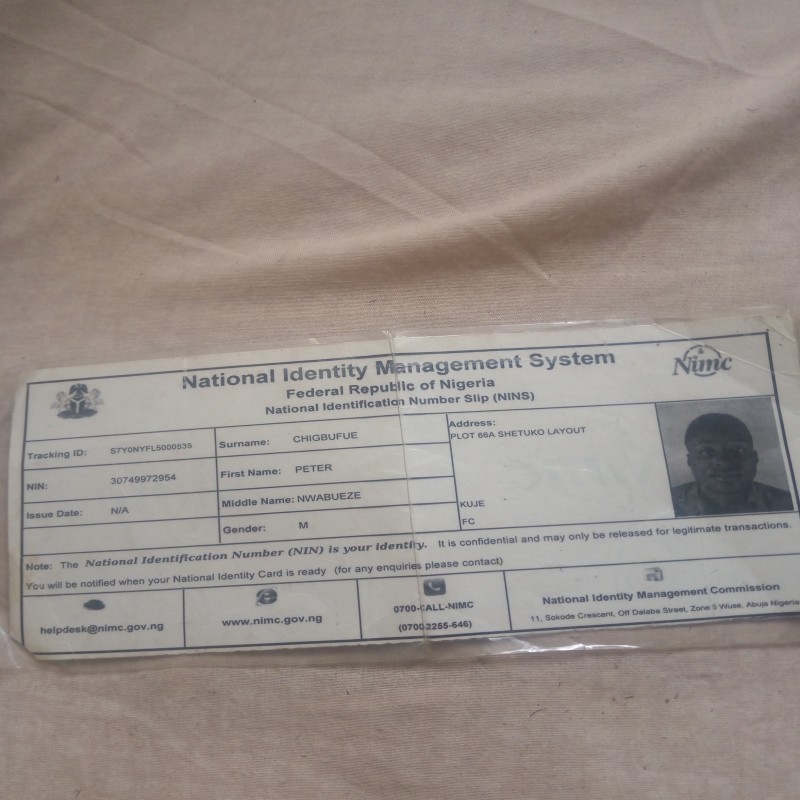 National Identity Management System
Federal Republic of Nigeria
National Identification Number Slip (NINS)
Nimc
Tracking ID: S7Y0NYFL5000535
Surname: CHIGBUFUE
Address:
PLOT 66A SHETUKO LAYOUT
NIN: 30749972954
First Name: PETER
Issue Date: N/A
Middle Name: NWABUEZE
KUJE
Gender: M
FC
Note: The National Identification Number (NIN) is your identity. It is confidential and may only be released for legitimate transactions.
You will be notified when your National Identity Card is ready (for any enquiries please contact)
helpdesk@nimc.gov.ng
www.nimc.gov.ng
0700-CALL-NIMC
(0700-2255-646)
National Identity Management Commission
11, Sokode Crescent, Off Dalaba Street, Zone 5 Wuse, Abuja Nigeria